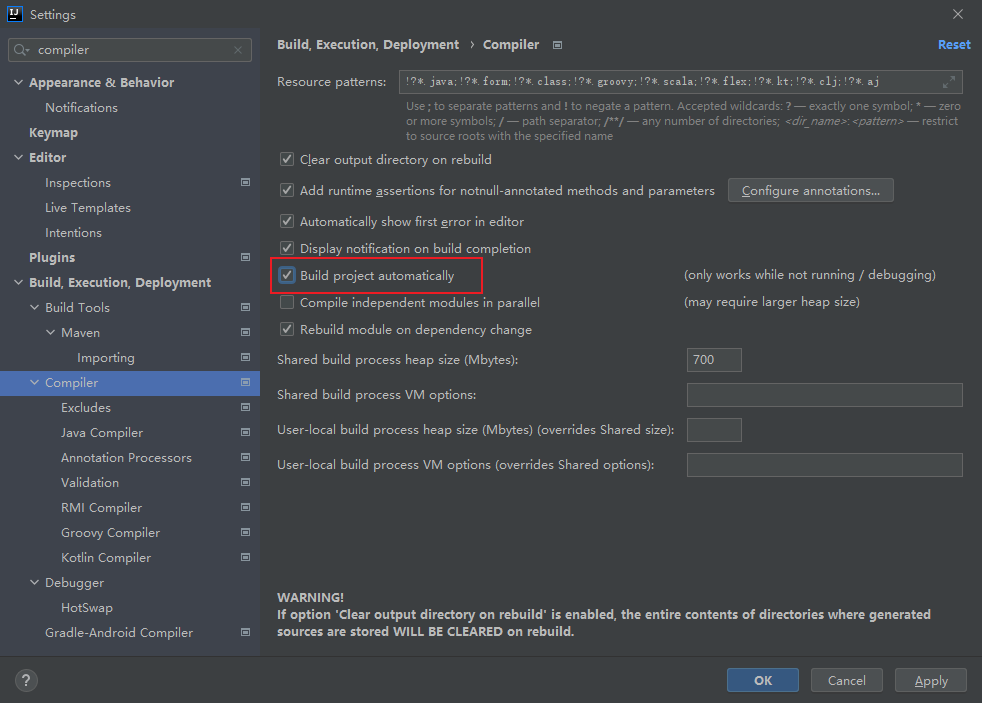 Settings
compiler
Appearance & Behavior
Notifications
Keymap
Editor
Inspections
Live Templates
Intentions
Plugins
Build, Execution, Deployment
Build Tools
Maven
Importing
Compiler
Excludes
Java Compiler
Annotation Processors
Validation
RMI Compiler
Groovy Compiler
Kotlin Compiler
Debugger
HotSwap
Gradle-Android Compiler
Build, Execution, Deployment › Compiler
Reset
Resource patterns: !?*.java;!?*.form;!?*.class;!?*.groovy;!?*.scala;!?*.flex;!?*.kt;!?*.clj;!?*.aj
Use ; to separate patterns and ! to negate a pattern. Accepted wildcards: ? — exactly one symbol; * — zero
or more symbols; / — path separator; /**/ — any number of directories; <dir_name>:<pattern> — restrict
to source roots with the specified name
Clear output directory on rebuild
Add runtime assertions for notnull-annotated methods and parameters Configure annotations...
Automatically show first error in editor
Display notification on build completion
Build project automatically (only works while not running / debugging)
Compile independent modules in parallel (may require larger heap size)
Rebuild module on dependency change
Shared build process heap size (Mbytes): 700
Shared build process VM options:
User-local build process heap size (Mbytes) (overrides Shared size):
User-local build process VM options (overrides Shared options):
WARNING!
If option 'Clear output directory on rebuild' is enabled, the entire contents of directories where generated
sources are stored WILL BE CLEARED on rebuild.
? OK Cancel Apply